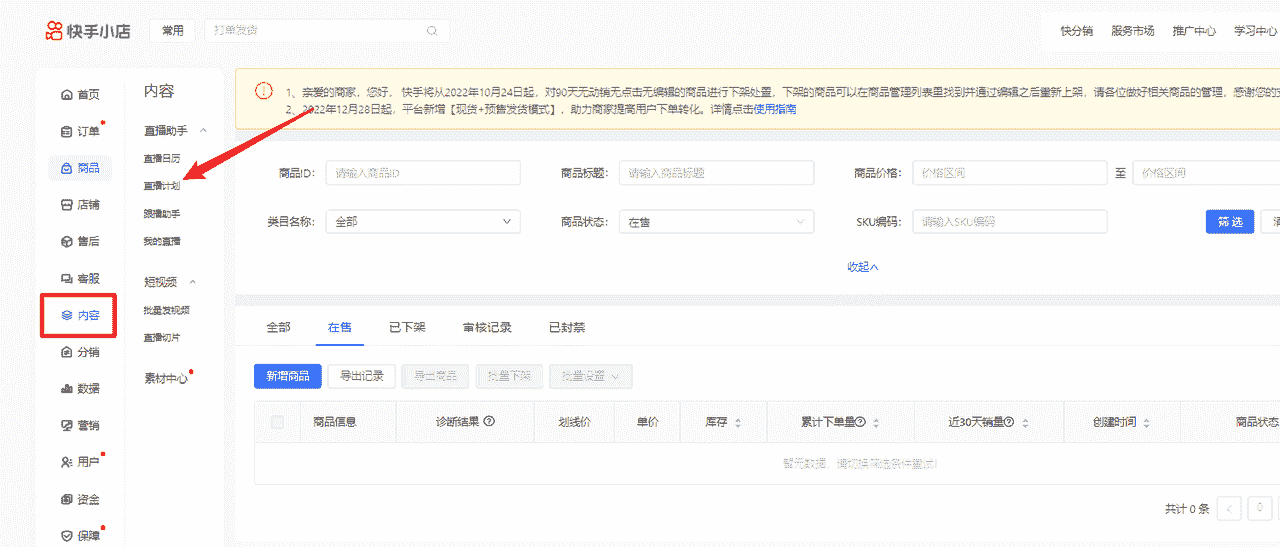 快手小店 常用 打单发货 快分销 服务市场 推广中心 学习中心
首页
订单
商品
店铺
售后
客服
内容
分销
数据
营销
用户
资金
保障
内容
直播助手
直播日历
直播计划
跟播助手
我的直播
短视频
批量发视频
直播切片
素材中心
1、亲爱的商家，您好， 快手将从2022年10月24日起，对90天无动销无点击无编辑的商品进行下架处置，下架的商品可以在商品管理列表里找到并通过编辑之后重新上架，请各位做好相关商品的管理，感谢您的支
2、2022年12月28日起，平台新增【现货+预售发货模式】，助力商家提高用户下单转化。详情点击使用指南
商品ID: 请输入商品ID 商品标题: 请输入商品标题 商品价格: 价格区间 至 价格区间
类目名称: 全部 商品状态: 在售 SKU编码: 请输入SKU编码 筛 选
收起
全部 在售 已下架 审核记录 已封禁
新增商品 导出记录 导出商品 批量下架 批量设置
商品信息 诊断结果 划线价 单价 库存 累计下单量 近30天销量 创建时间 商品状态
暂无数据，请切换筛选条件重试！
共计 0 条 < 0